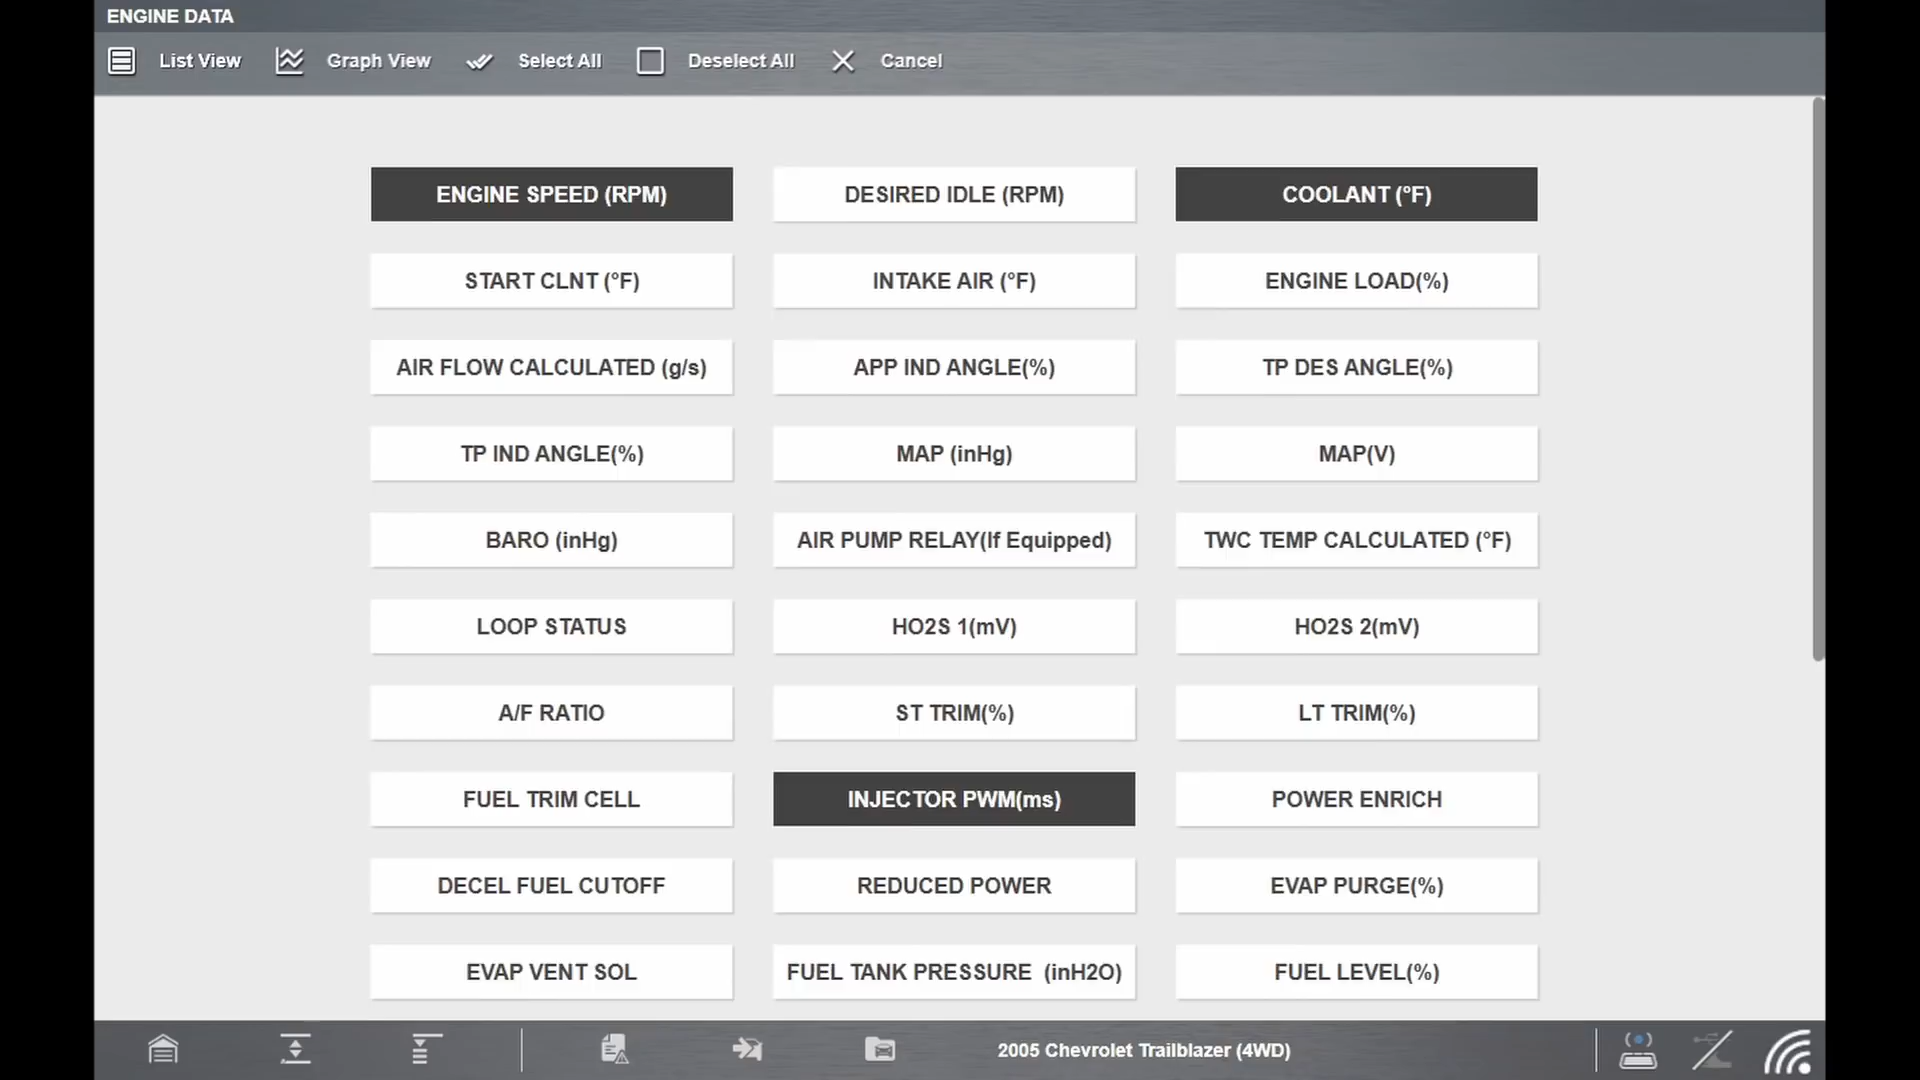 ENGINE DATA
List View Graph View Select All Deselect All Cancel
ENGINE SPEED (RPM) DESIRED IDLE (RPM) COOLANT (°F)
START CLNT (°F) INTAKE AIR (°F) ENGINE LOAD(%)
AIR FLOW CALCULATED (g/s) APP IND ANGLE(%) TP DES ANGLE(%)
TP IND ANGLE(%) MAP (inHg) MAP(V)
BARO (inHg) AIR PUMP RELAY(If Equipped) TWC TEMP CALCULATED (°F)
LOOP STATUS HO2S 1(mV) HO2S 2(mV)
A/F RATIO ST TRIM(%) LT TRIM(%)
FUEL TRIM CELL INJECTOR PWM(ms) POWER ENRICH
DECEL FUEL CUTOFF REDUCED POWER EVAP PURGE(%)
EVAP VENT SOL FUEL TANK PRESSURE (inH2O) FUEL LEVEL(%)
2005 Chevrolet Trailblazer (4WD)